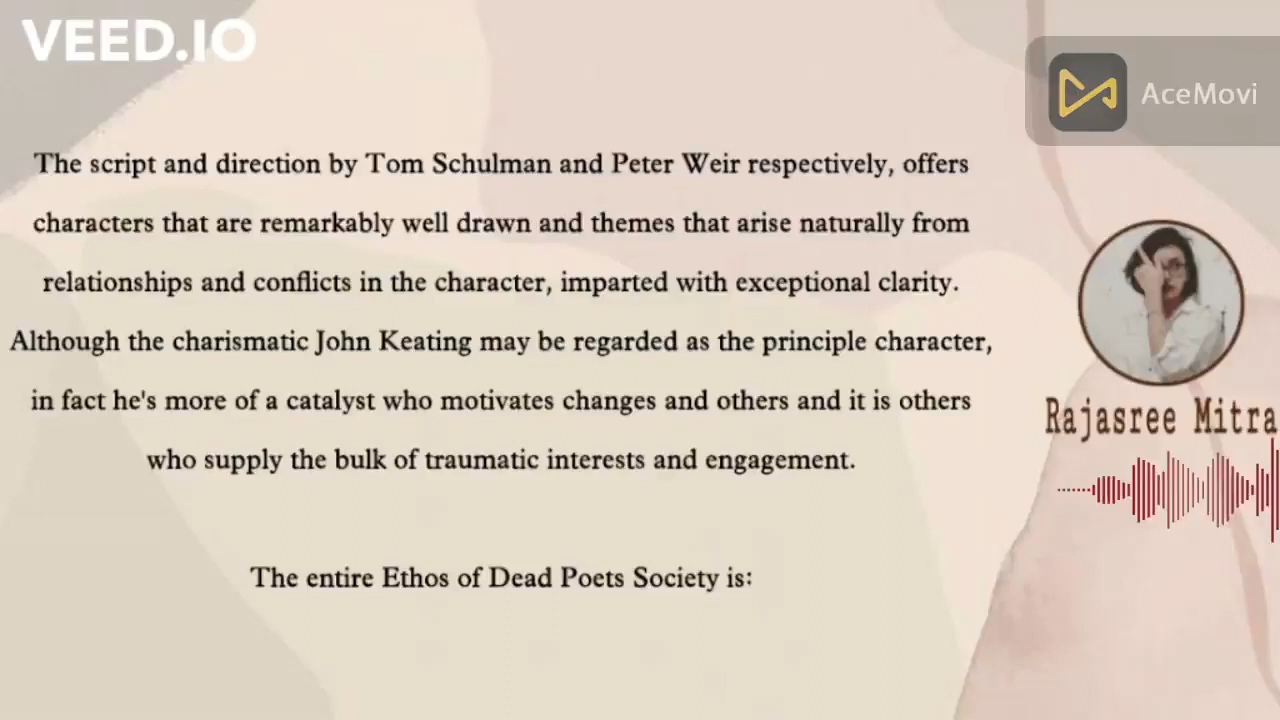 VEED.IO
AceMovi
The script and direction by Tom Schulman and Peter Weir respectively, offers
characters that are remarkably well drawn and themes that arise naturally from
relationships and conflicts in the character, imparted with exceptional clarity.
Although the charismatic John Keating may be regarded as the principle character,
in fact he's more of a catalyst who motivates changes and others and it is others
who supply the bulk of traumatic interests and engagement.
The entire Ethos of Dead Poets Society is:
Rajasree Mitra